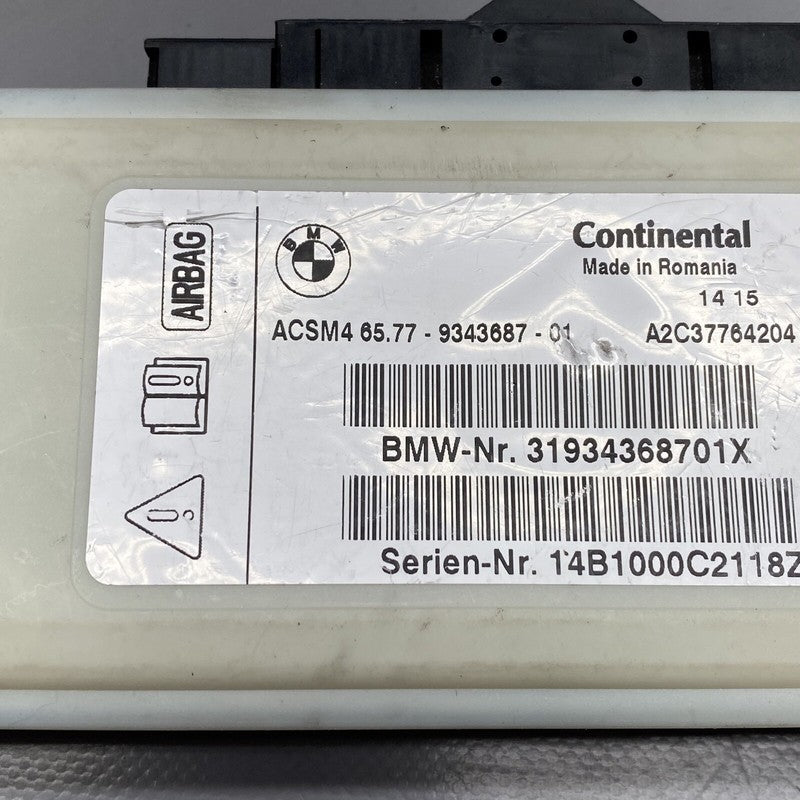 AIRBAG
BMW
Continental
Made in Romania
14 15
ACSM4 65.77 - 9343687 - 01 A2C37764204
BMW-Nr. 31934368701X
Serien-Nr. 14B1000C2118Z